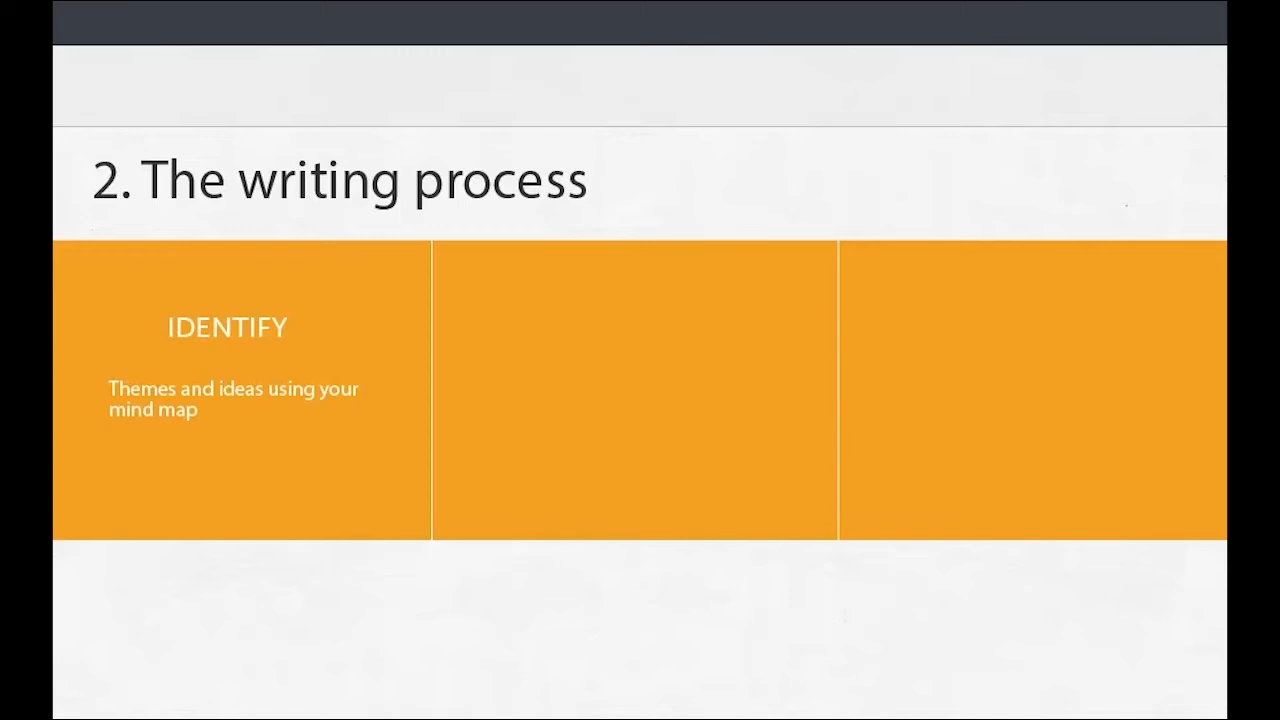 2. The writing process
IDENTIFY
Themes and ideas using your
mind map